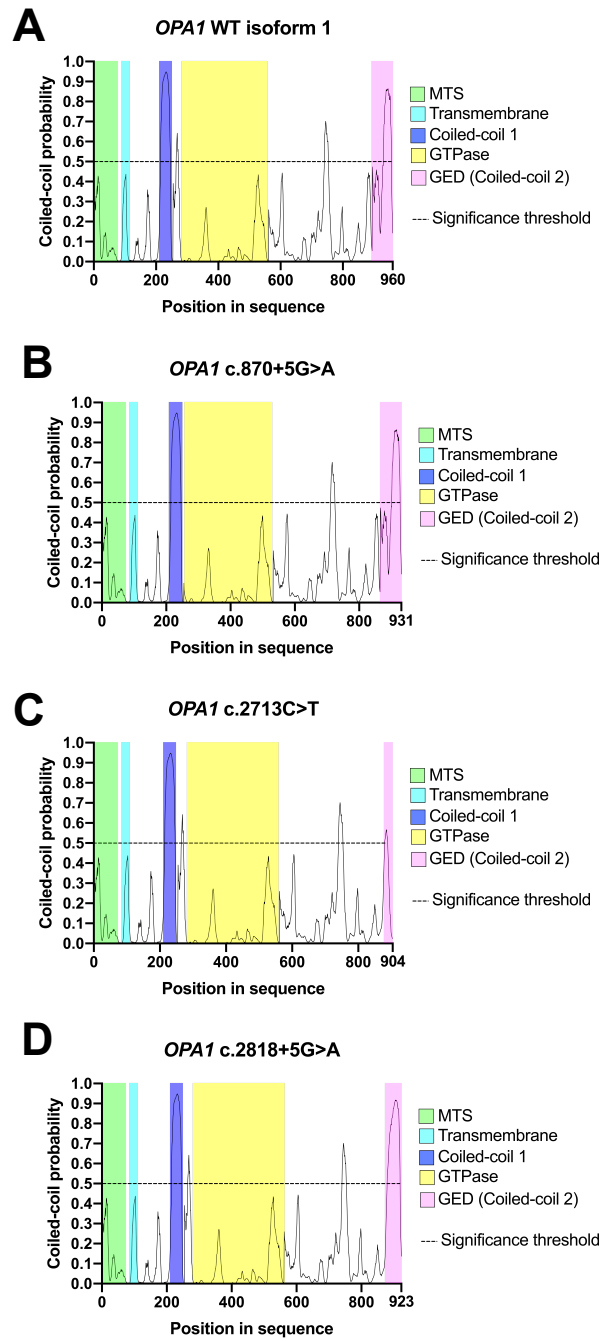 A
OPA1 WT isoform 1
Coiled-coil probability
1.0
0.9
0.8
0.7
0.6
0.5
0.4
0.3
0.2
0.1
0.0
0 200 400 600 800 960
Position in sequence
MTS
Transmembrane
Coiled-coil 1
GTPase
GED (Coiled-coil 2)
Significance threshold
B
OPA1 c.870+5G>A
Coiled-coil probability
1.0
0.9
0.8
0.7
0.6
0.5
0.4
0.3
0.2
0.1
0.0
0 200 400 600 800 931
Position in sequence
MTS
Transmembrane
Coiled-coil 1
GTPase
GED (Coiled-coil 2)
Significance threshold
C
OPA1 c.2713C>T
Coiled-coil probability
1.0
0.9
0.8
0.7
0.6
0.5
0.4
0.3
0.2
0.1
0.0
0 200 400 600 800 904
Position in sequence
MTS
Transmembrane
Coiled-coil 1
GTPase
GED (Coiled-coil 2)
Significance threshold
D
OPA1 c.2818+5G>A
Coiled-coil probability
1.0
0.9
0.8
0.7
0.6
0.5
0.4
0.3
0.2
0.1
0.0
0 200 400 600 800 923
Position in sequence
MTS
Transmembrane
Coiled-coil 1
GTPase
GED (Coiled-coil 2)
Significance threshold